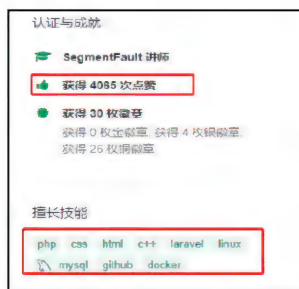 认证与成就
SegmentFault 讲师
获得 4065 次点赞
获得 30 枚徽章
获得 0 枚金徽章, 获得 4 枚银徽章,
获得 26 枚铜徽章
擅长技能
php css html c++ laravel linux
mysql github docker